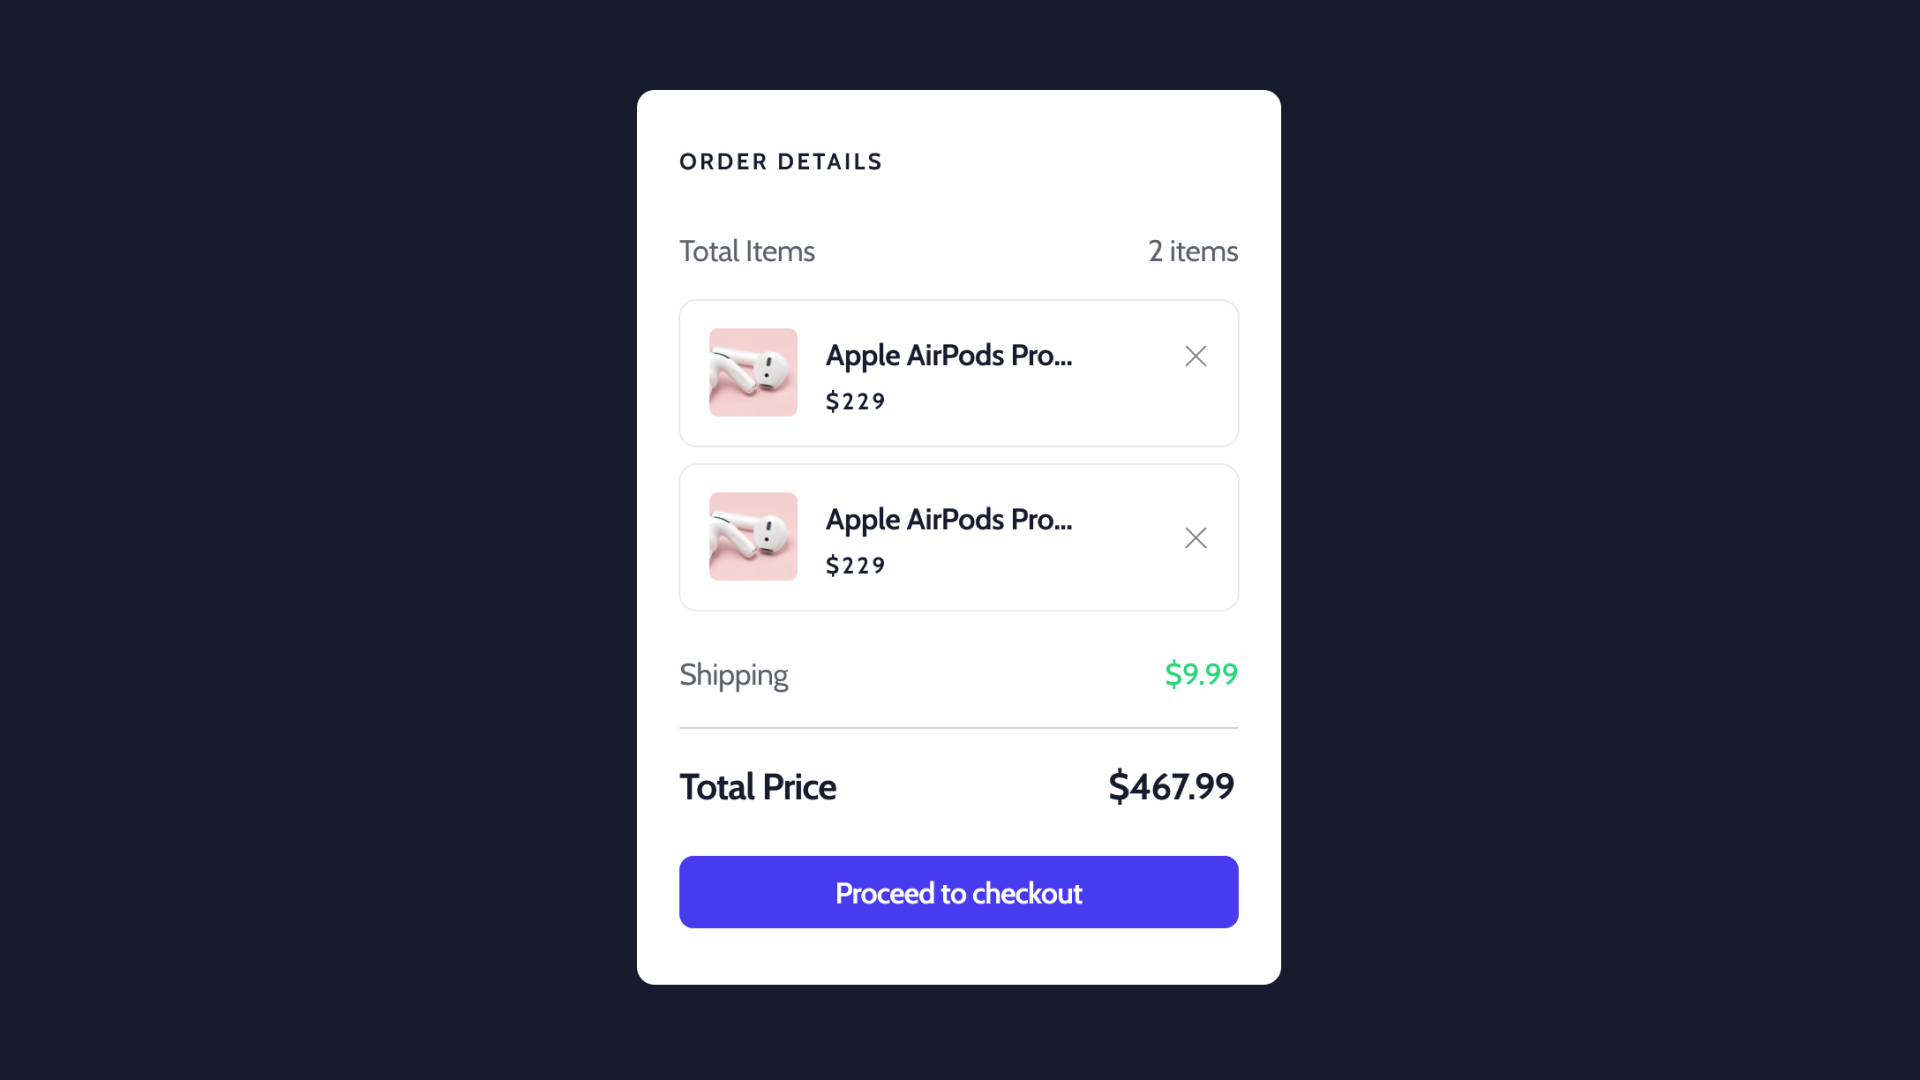 ORDER DETAILS
Total Items 2 items
Apple AirPods Pro...
$229
Apple AirPods Pro...
$229
Shipping $9.99
Total Price $467.99
Proceed to checkout